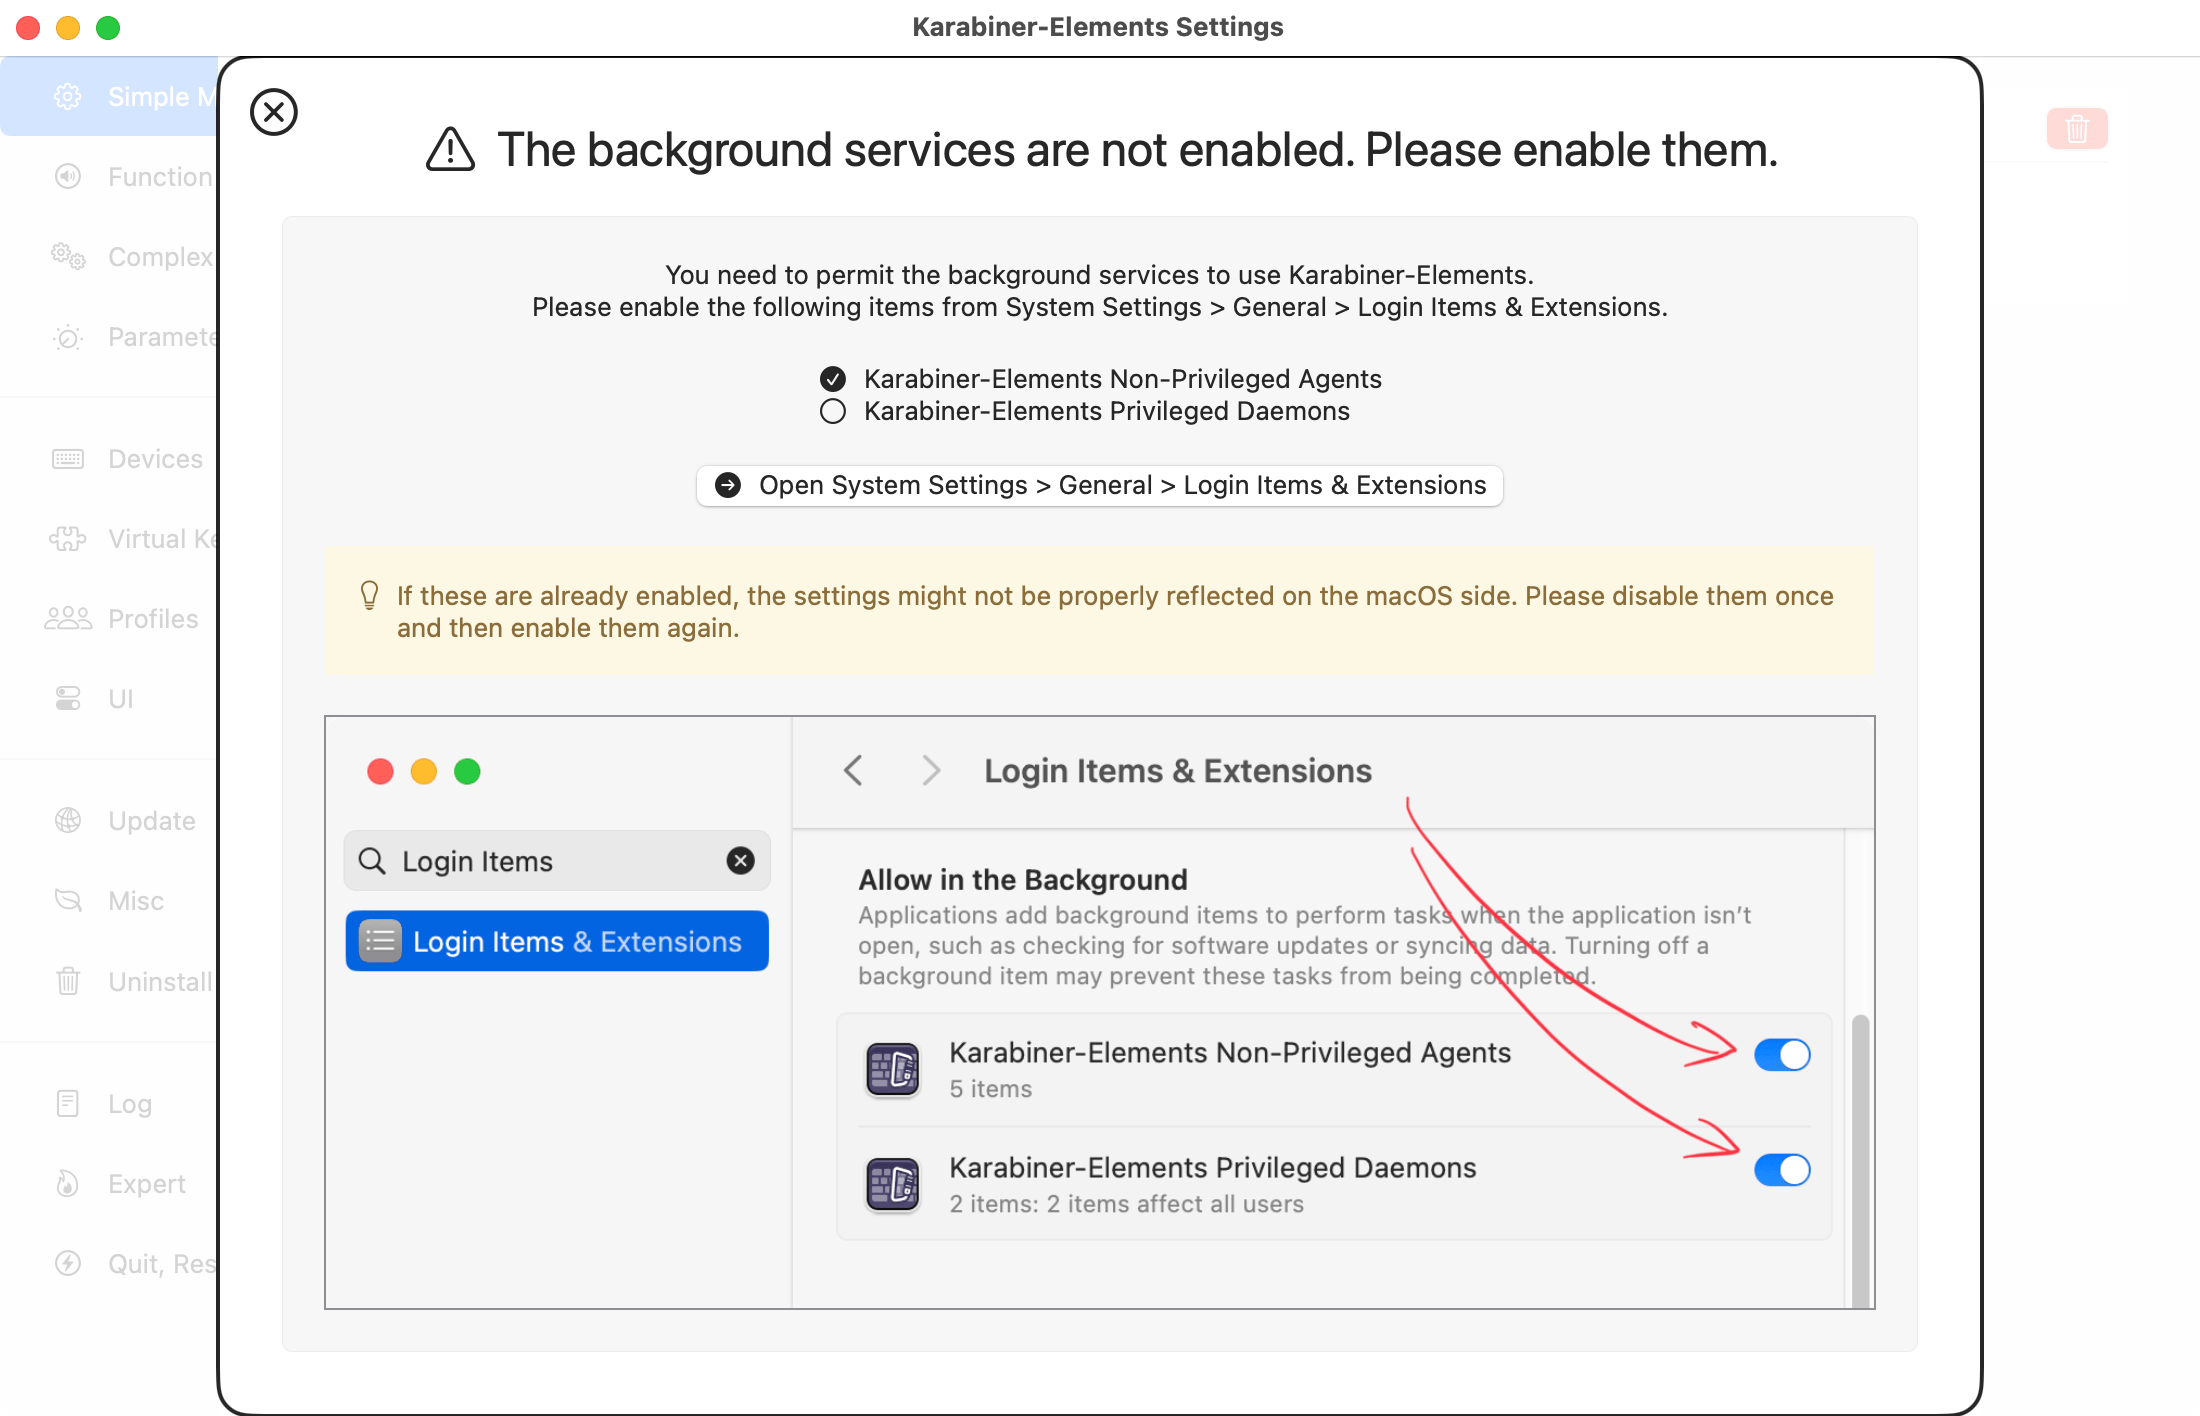 Karabiner-Elements Settings
Simple M
Function
Complex
Paramete
Devices
Virtual Ke
Profiles
UI
Update
Misc
Uninstall
Log
Expert
Quit, Res
The background services are not enabled. Please enable them.
You need to permit the background services to use Karabiner-Elements.
Please enable the following items from System Settings > General > Login Items & Extensions.
Karabiner-Elements Non-Privileged Agents
Karabiner-Elements Privileged Daemons
Open System Settings > General > Login Items & Extensions
If these are already enabled, the settings might not be properly reflected on the macOS side. Please disable them once
and then enable them again.
Login Items
Login Items & Extensions
Login Items & Extensions
Allow in the Background
Applications add background items to perform tasks when the application isn't
open, such as checking for software updates or syncing data. Turning off a
background item may prevent these tasks from being completed.
Karabiner-Elements Non-Privileged Agents
5 items
Karabiner-Elements Privileged Daemons
2 items: 2 items affect all users